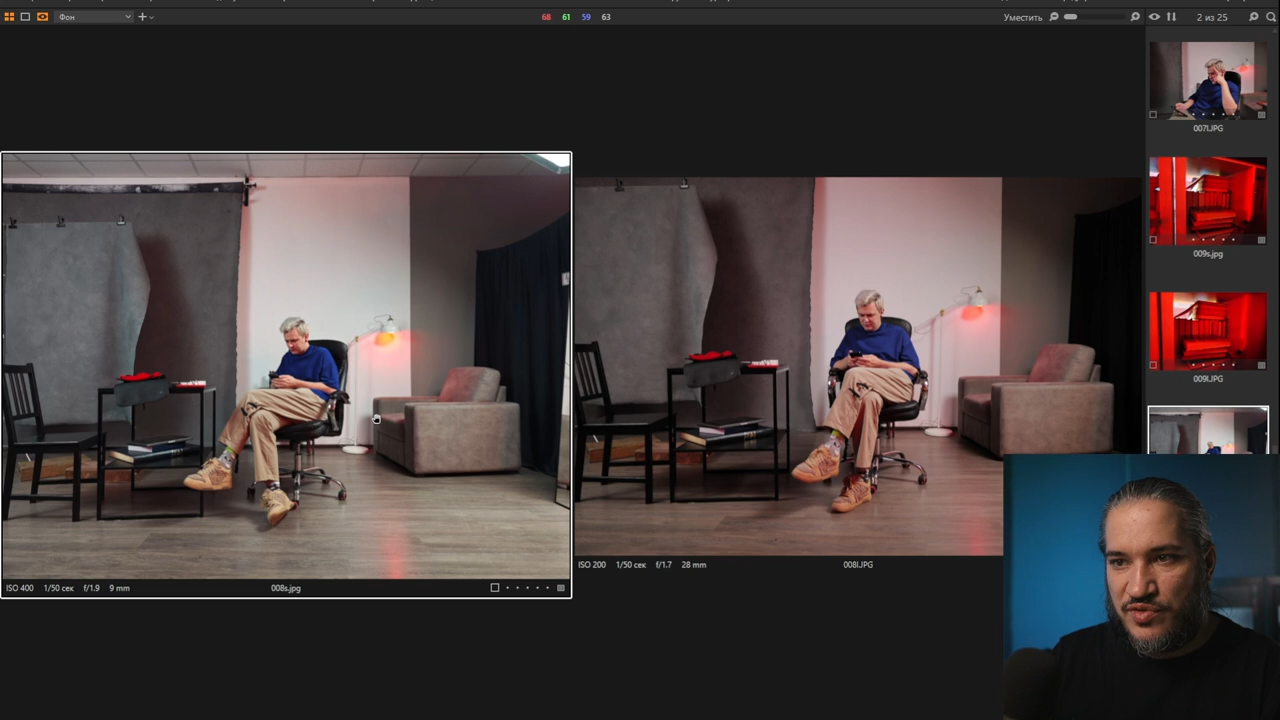 Фон
68 61 59 63
Уместить
2 из 25
007l.JPG
009s.jpg
009l.JPG
ISO 400 1/50 сек f/1.9 9 mm
008s.jpg
ISO 200 1/50 сек f/1.7 28 mm
008l.JPG